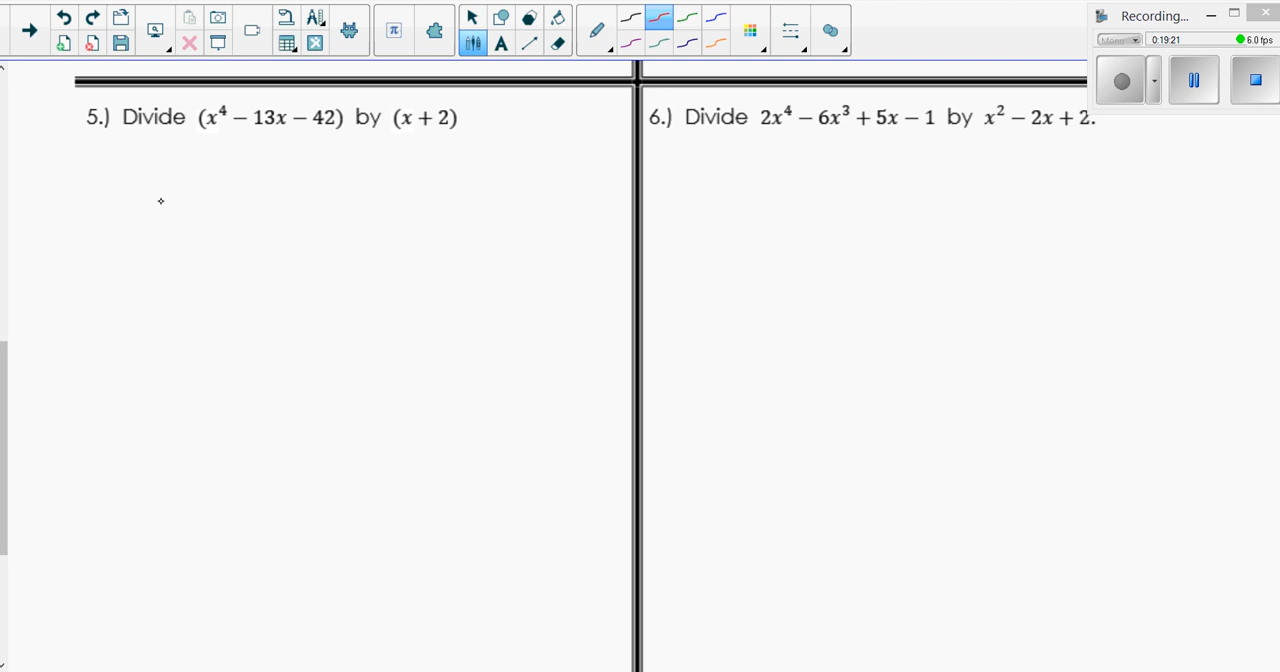 Recording...
Menu
0:19:21
6.0 fps
π
A
5.) Divide (x⁴ − 13x − 42) by (x + 2)
6.) Divide 2x⁴ − 6x³ + 5x − 1 by x² − 2x + 2.